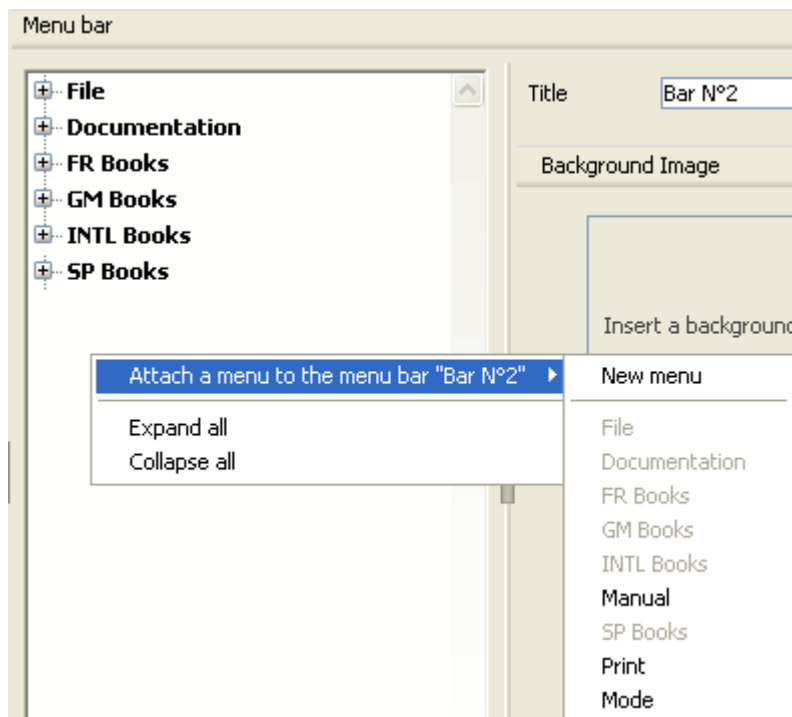 Menu bar
File
Documentation
FR Books
GM Books
INTL Books
SP Books
Title
Bar N°2
Background Image
Insert a background
Attach a menu to the menu bar "Bar N°2"
Expand all
Collapse all
New menu
File
Documentation
FR Books
GM Books
INTL Books
Manual
SP Books
Print
Mode